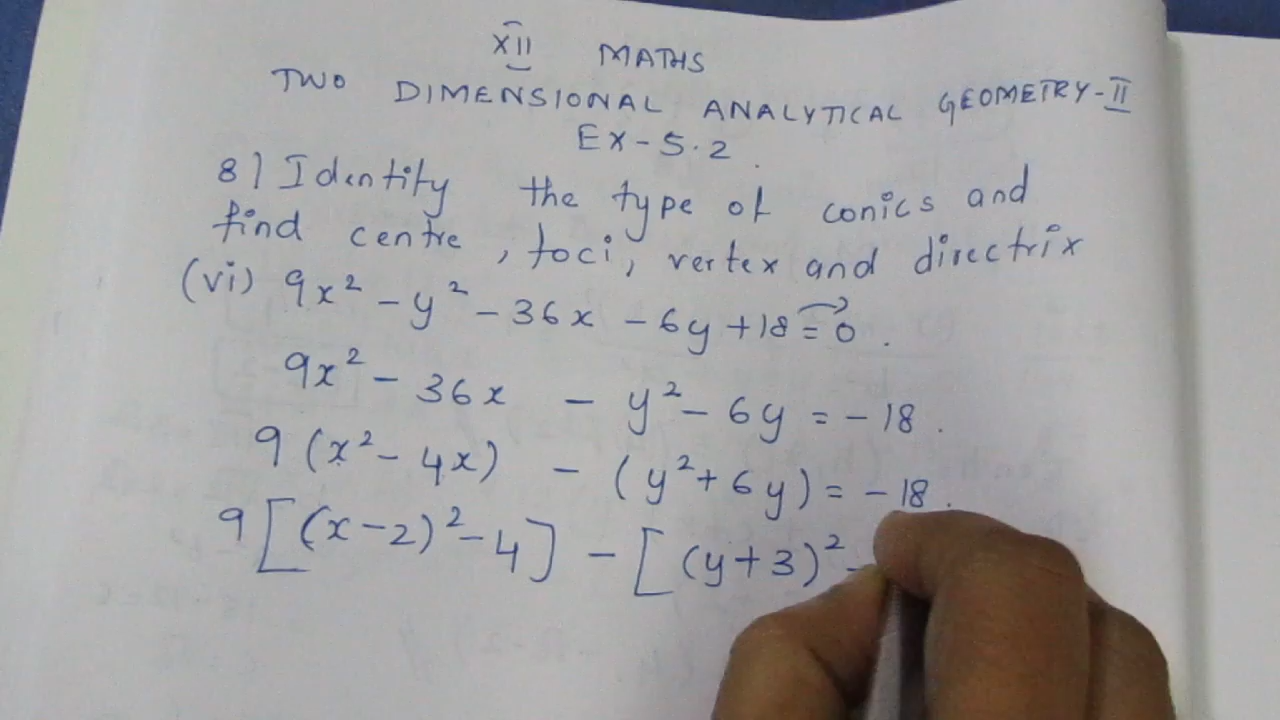 XII MATHS
TWO DIMENSIONAL ANALYTICAL GEOMETRY-II
EX-5.2.
8) Identify the type of conics and
find centre, foci, vertex and directrix
(vi) 9x² - y² - 36x - 6y + 18 = 0.
9x² - 36x - y² - 6y = -18.
9(x² - 4x) - (y² + 6y) = -18.
9[(x-2)² - 4] - [(y+3)² -